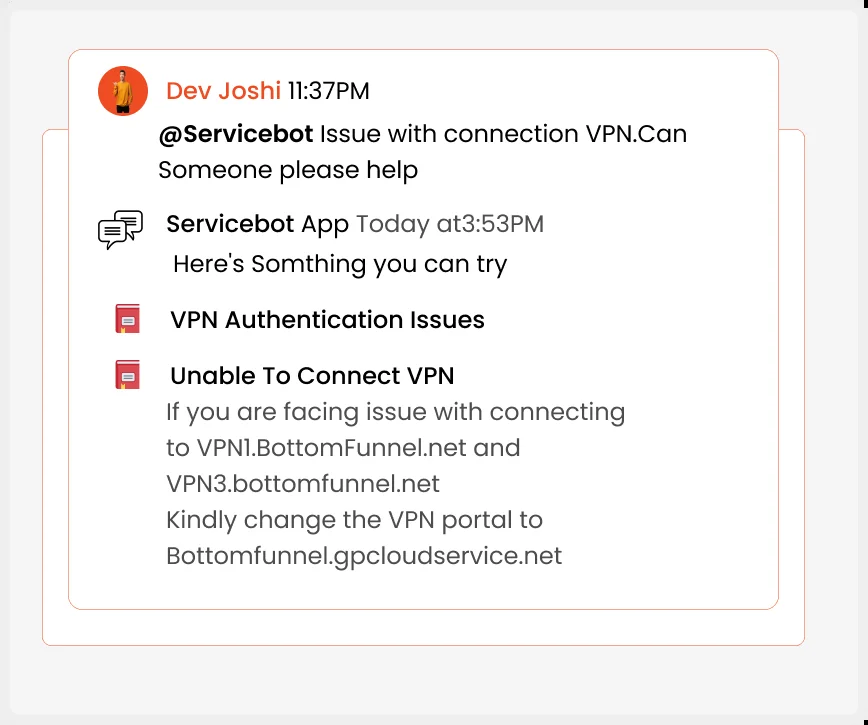 Dev Joshi 11:37PM
@Servicebot Issue with connection VPN.Can
Someone please help
Servicebot App Today at3:53PM
Here's Somthing you can try
VPN Authentication Issues
Unable To Connect VPN
If you are facing issue with connecting
to VPN1.BottomFunnel.net and
VPN3.bottomfunnel.net
Kindly change the VPN portal to
Bottomfunnel.gpcloudservice.net